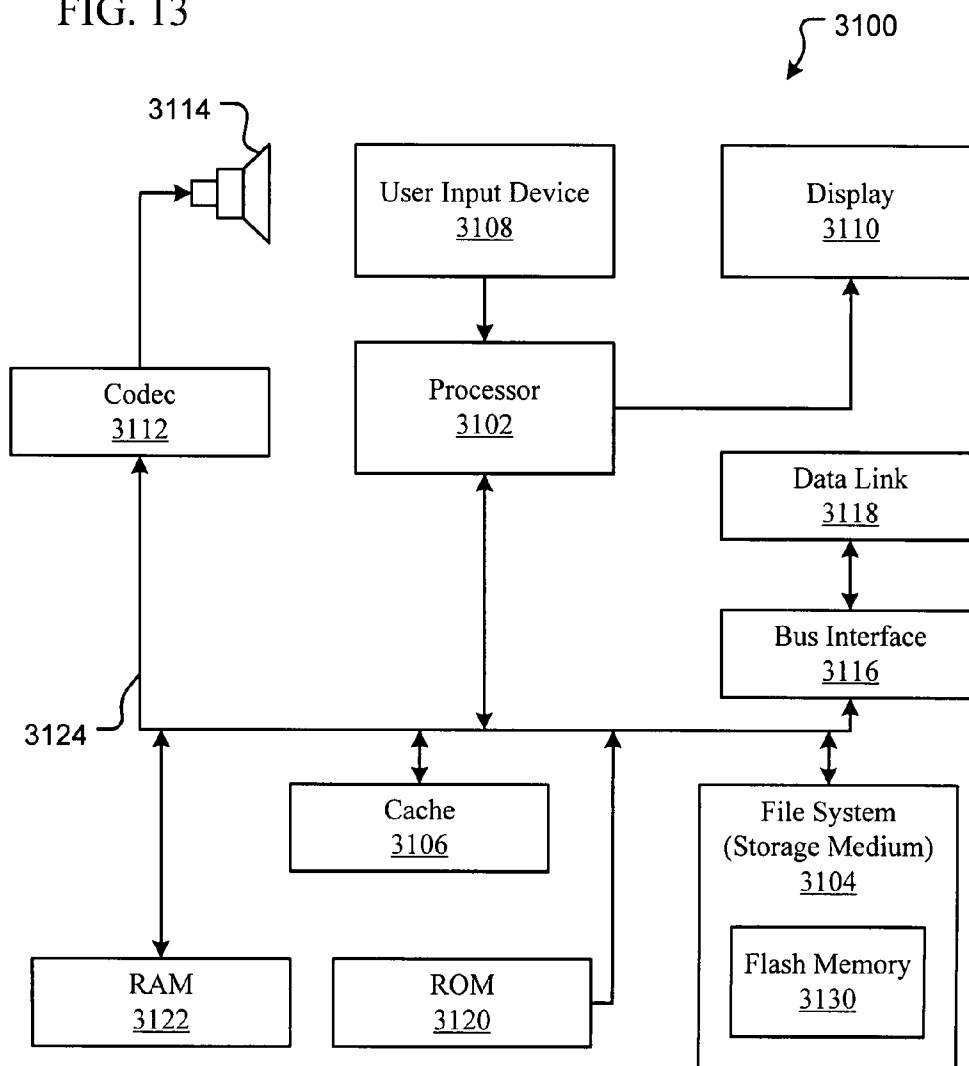 FIG. 13
3100
3114
User Input Device
3108
Display
3110
Codec
3112
Processor
3102
Data Link
3118
Bus Interface
3116
3124
Cache
3106
File System
(Storage Medium)
3104
Flash Memory
3130
RAM
3122
ROM
3120